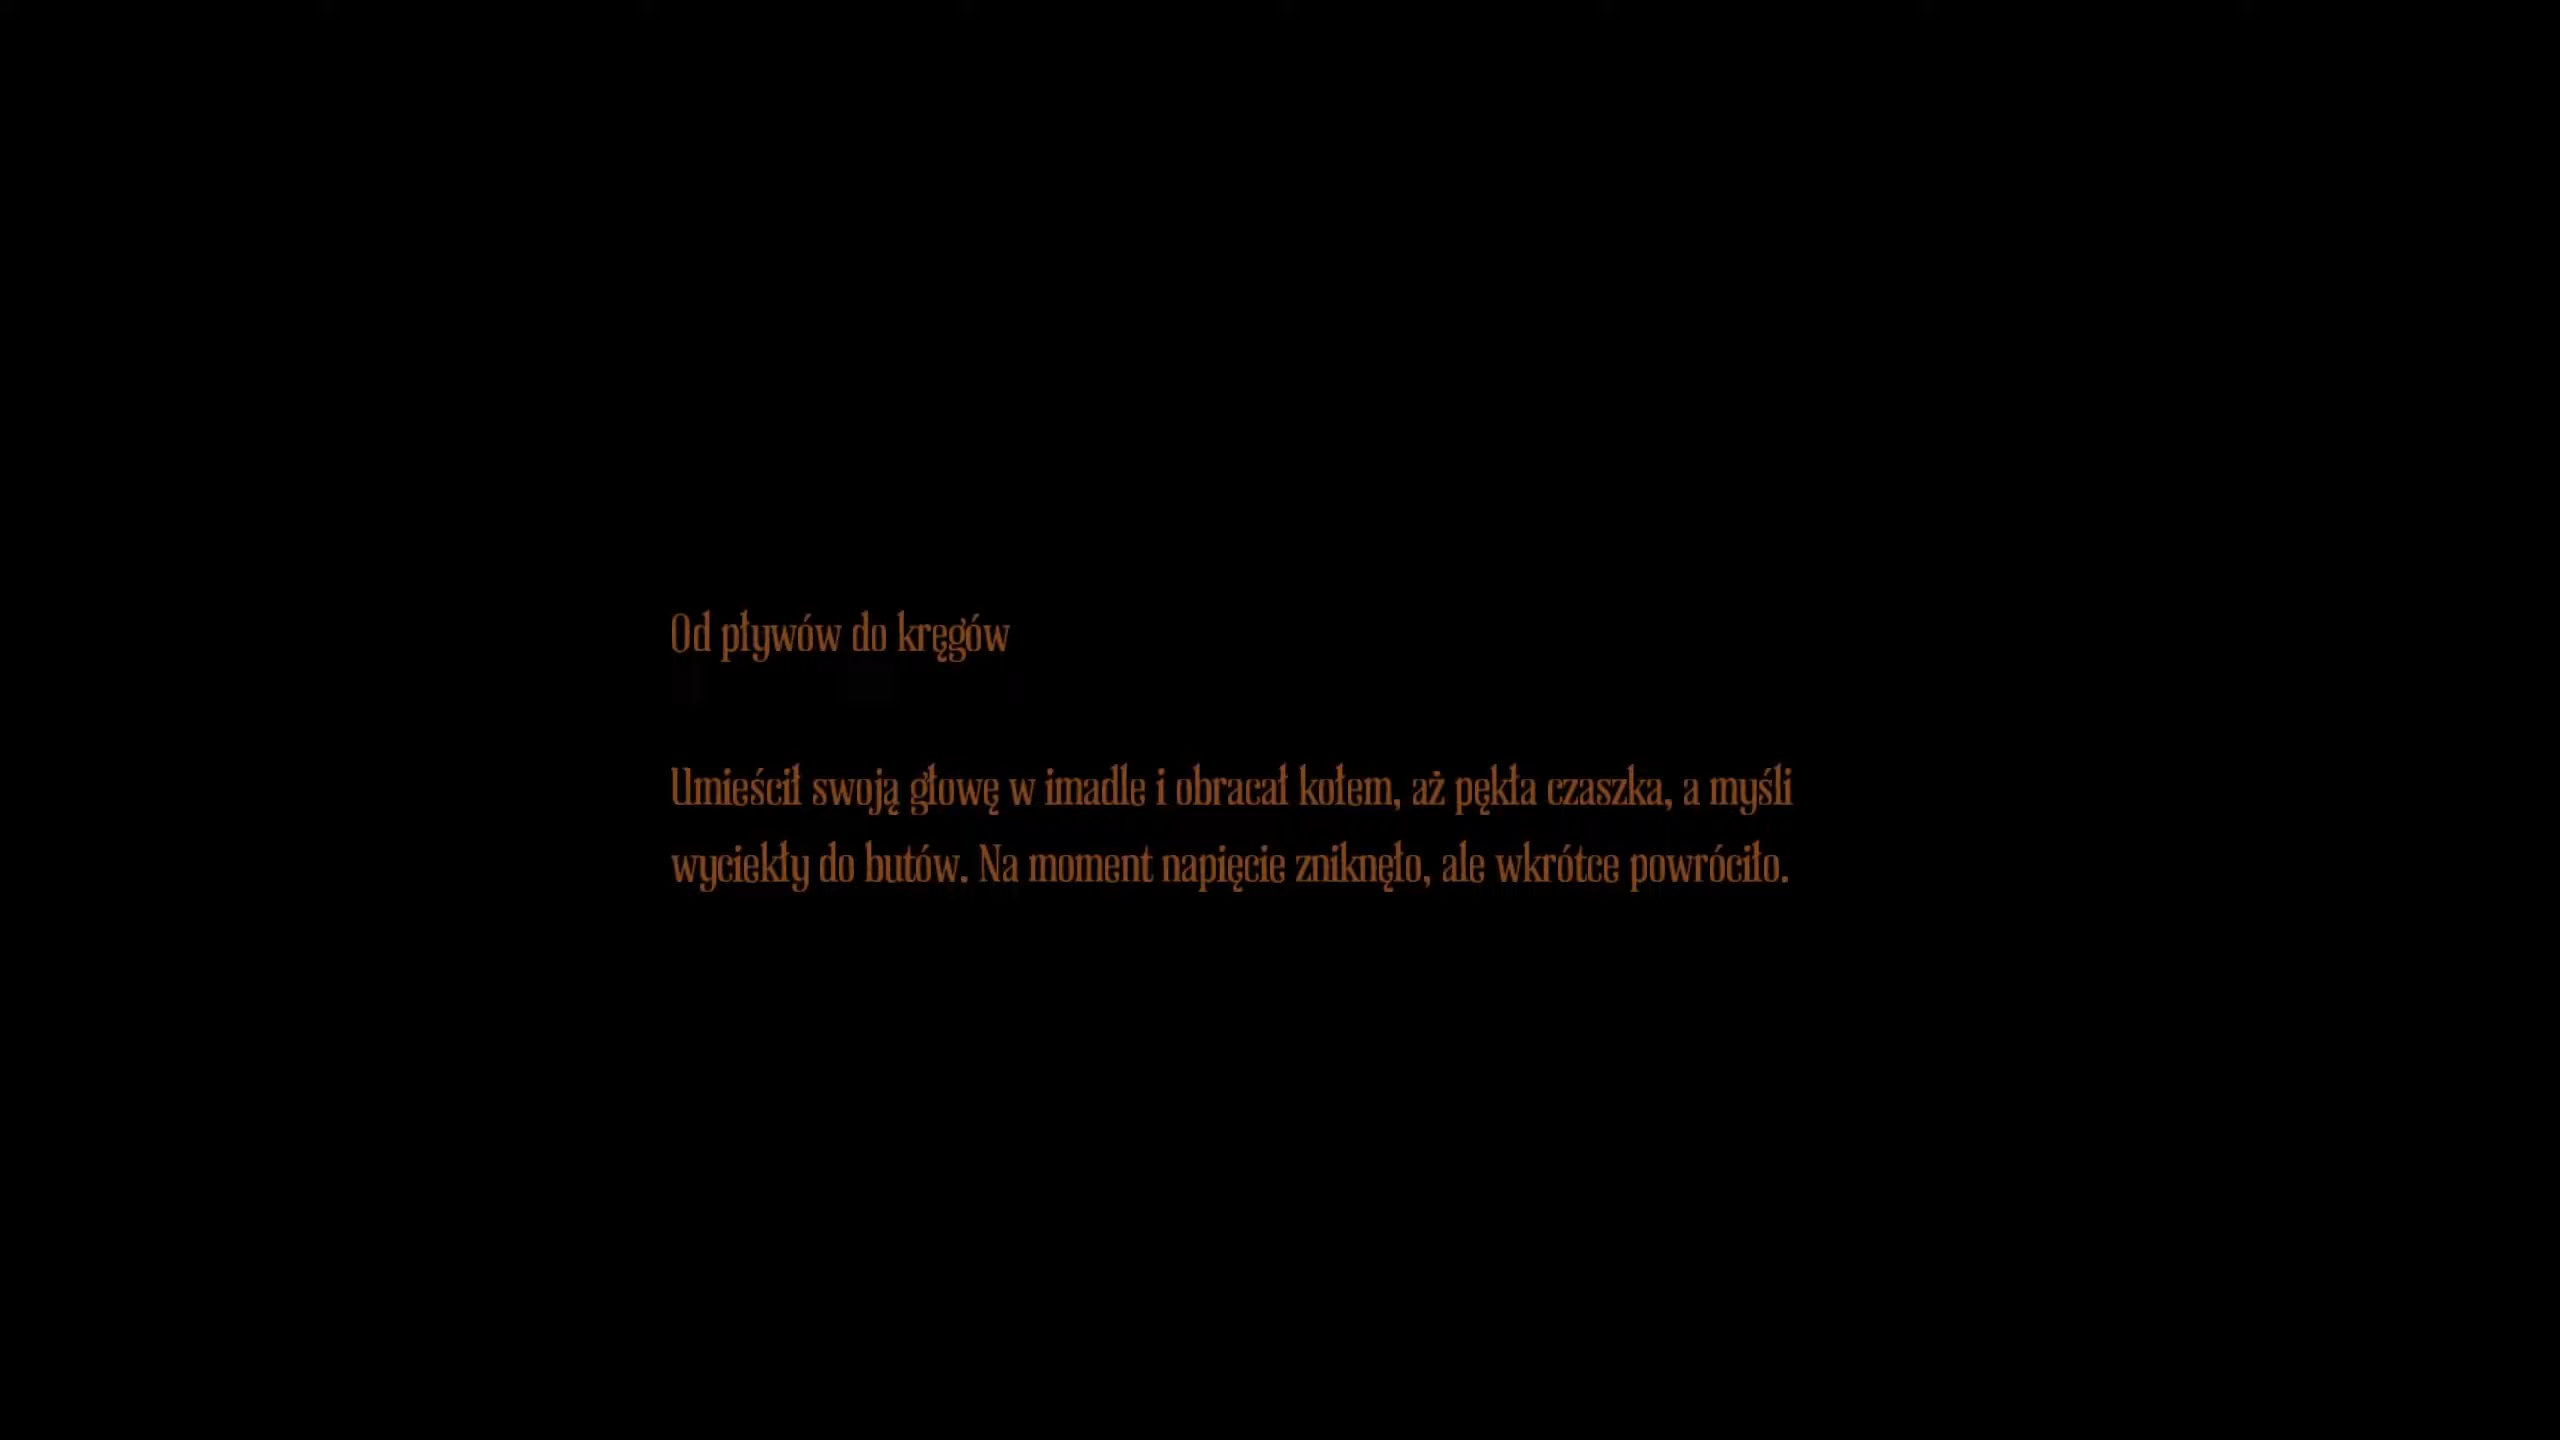 Od pływów do kręgów
Umieścił swoją głowę w imadle i obracał kołem, aż pękła czaszka, a myśli
wyciekły do butów. Na moment napięcie zniknęło, ale wkrótce powróciło.